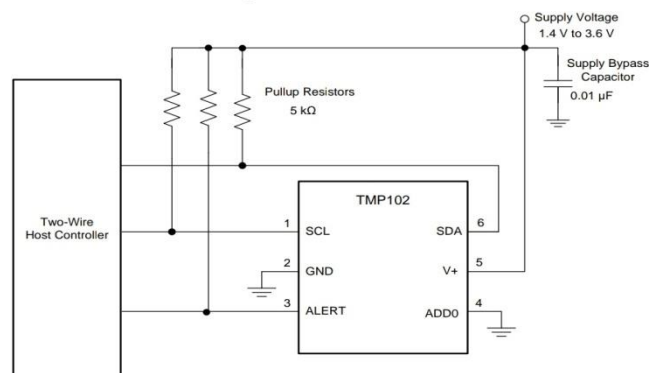 Supply Voltage
1.4 V to 3.6 V
Supply Bypass
Capacitor
0.01 µF
Pullup Resistors
5 kΩ
Two-Wire
Host Controller
TMP102
1
SCL
SDA
6
2
GND
V+
5
3
ALERT
ADD0
4